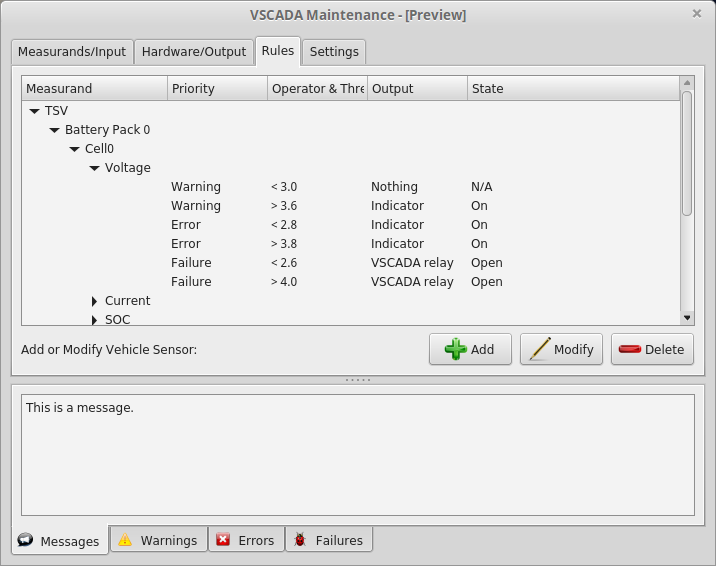 VSCADA Maintenance - [Preview]
Measurands/Input Hardware/Output Rules Settings
Measurand Priority Operator & Thre Output State
TSV
Battery Pack 0
Cell0
Voltage
Warning < 3.0 Nothing N/A
Warning > 3.6 Indicator On
Error < 2.8 Indicator On
Error > 3.8 Indicator On
Failure < 2.6 VSCADA relay Open
Failure > 4.0 VSCADA relay Open
Current
SOC
Add or Modify Vehicle Sensor: Add Modify Delete
This is a message.
Messages Warnings Errors Failures